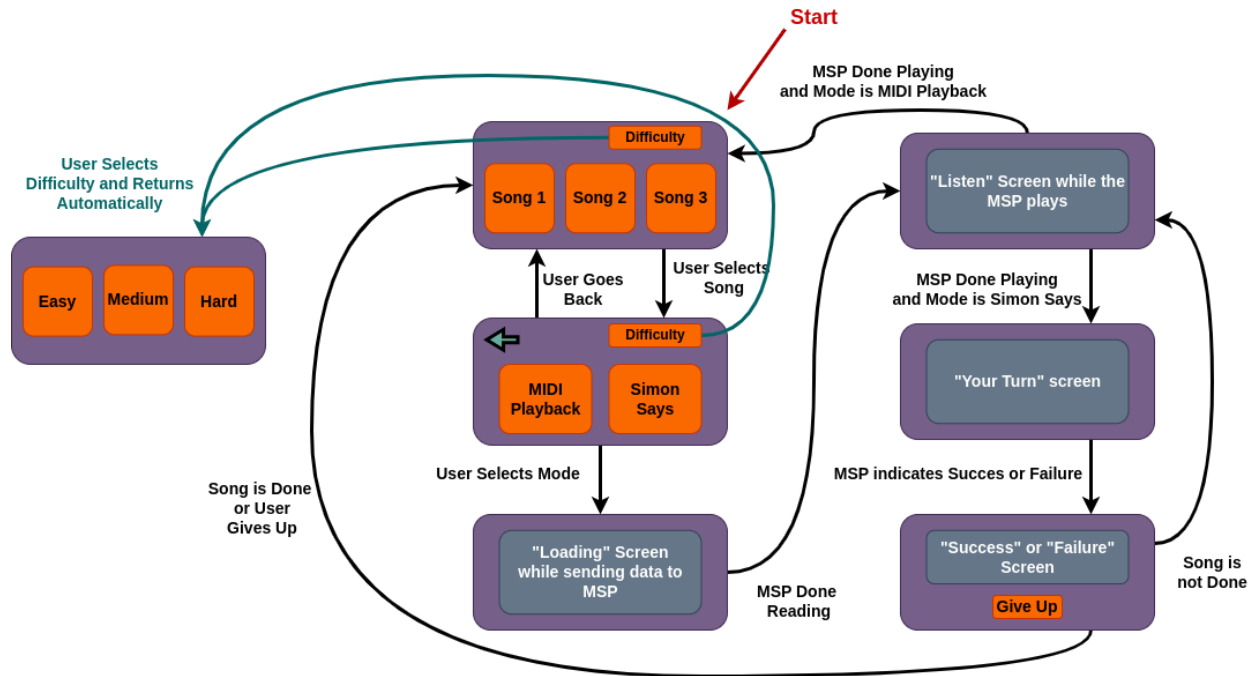 Start
MSP Done Playing
and Mode is MIDI Playback
Difficulty
Song 1
Song 2
Song 3
User Selects
Difficulty and Returns
Automatically
Easy
Medium
Hard
"Listen" Screen while the
MSP plays
User Goes
Back
User Selects
Song
MSP Done Playing
and Mode is Simon Says
Difficulty
MIDI
Playback
Simon
Says
"Your Turn" screen
User Selects Mode
MSP indicates Succes or Failure
Song is Done
or User
Gives Up
"Loading" Screen
while sending data to
MSP
MSP Done
Reading
"Success" or "Failure"
Screen
Give Up
Song is
not Done